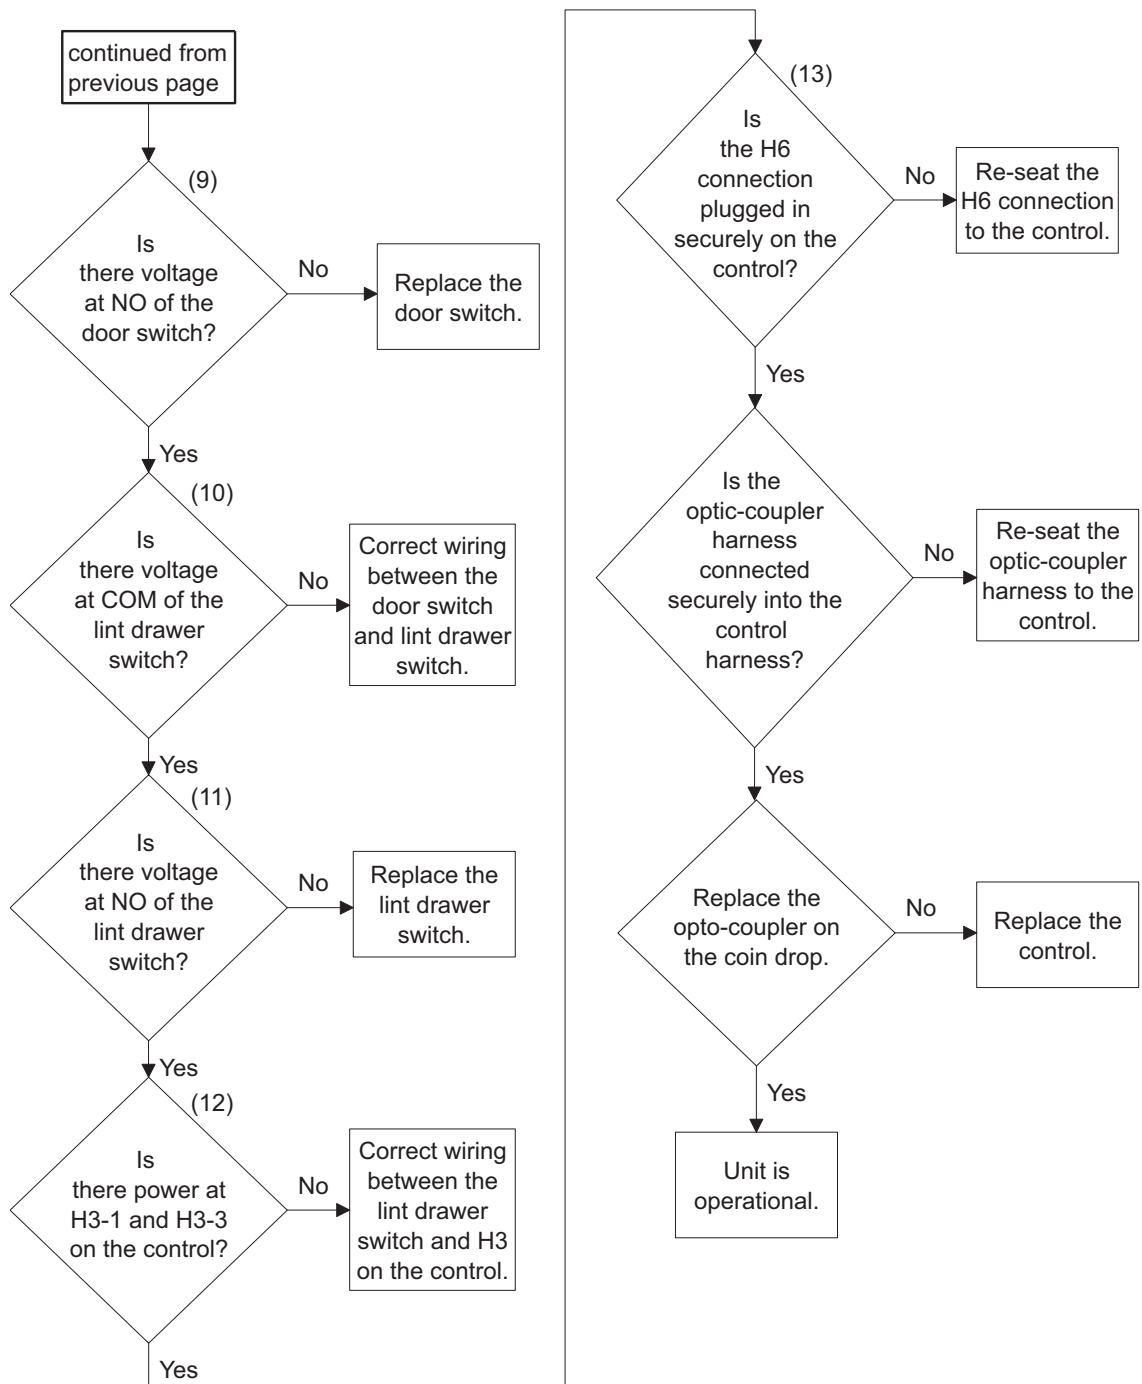 continued from
previous page
(9)
Is
there voltage
at NO of the
door switch?
No
Replace the
door switch.
Yes
(10)
Is
there voltage
at COM of the
lint drawer
switch?
No
Correct wiring
between the
door switch
and lint drawer
switch.
Yes
(11)
Is
there voltage
at NO of the
lint drawer
switch?
No
Replace the
lint drawer
switch.
Yes
(12)
Is
there power at
H3-1 and H3-3
on the control?
No
Correct wiring
between the
lint drawer
switch and H3
on the control.
Yes
(13)
Is
the H6
connection
plugged in
securely on the
control?
No
Re-seat the
H6 connection
to the control.
Yes
Is the
optic-coupler
harness
connected
securely into the
control
harness?
No
Re-seat the
optic-coupler
harness to the
control.
Yes
Replace the
opto-coupler on
the coin drop.
No
Replace the
control.
Yes
Unit is
operational.